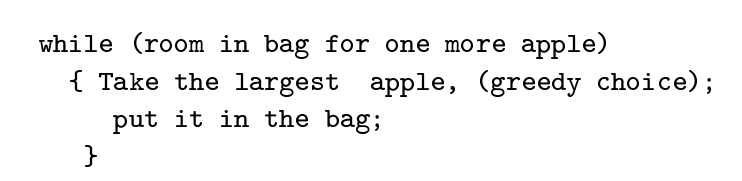 while (room in bag for one more apple)
{ Take the largest apple, (greedy choice);
put it in the bag;
}